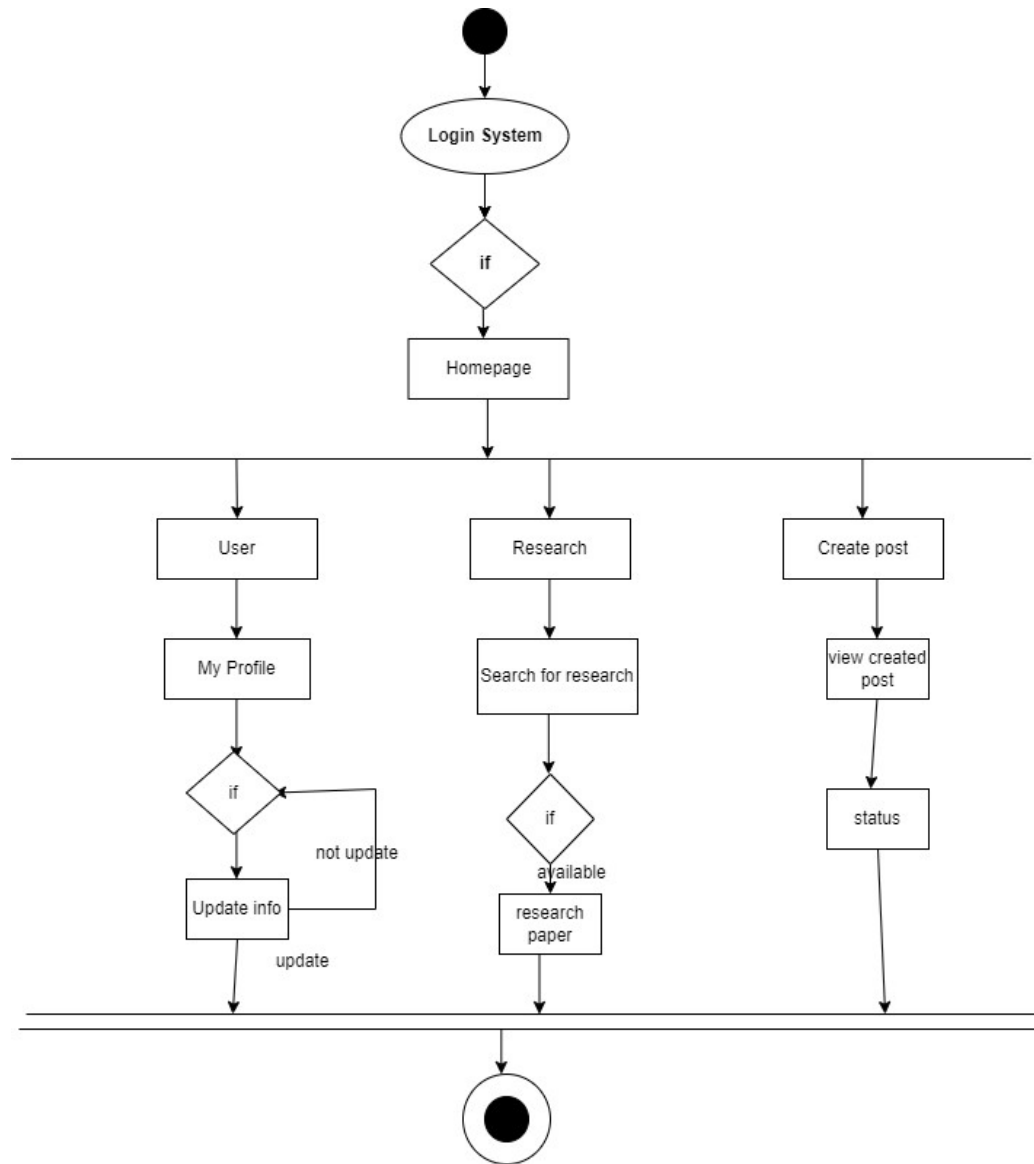 Login System
if
Homepage
User
Research
Create post
My Profile
Search for research
view created
post
if
if
status
not update
available
Update info
research
paper
update